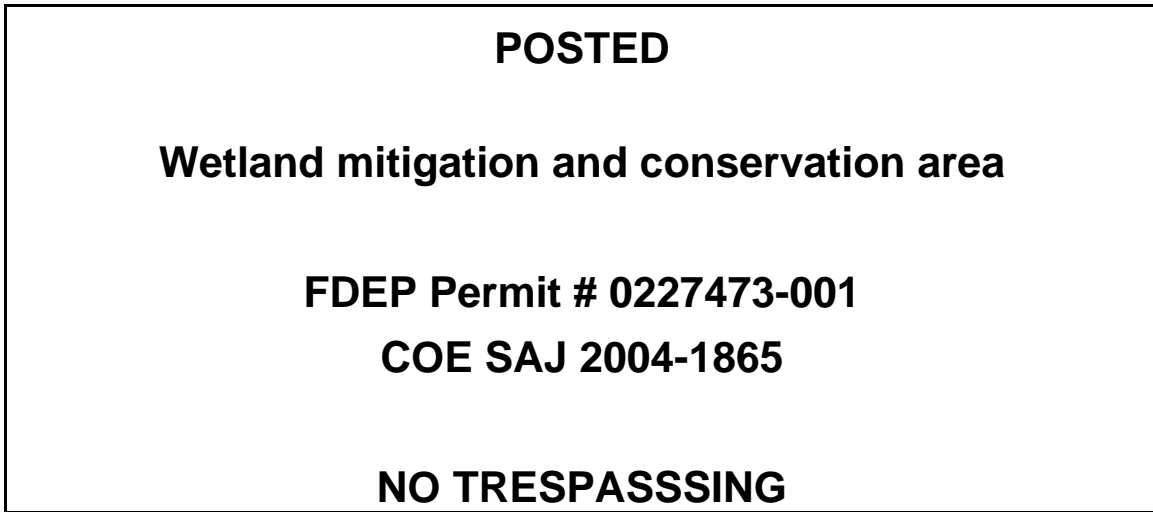 POSTED
Wetland mitigation and conservation area
FDEP Permit # 0227473-001
COE SAJ 2004-1865
NO TRESPASSSING